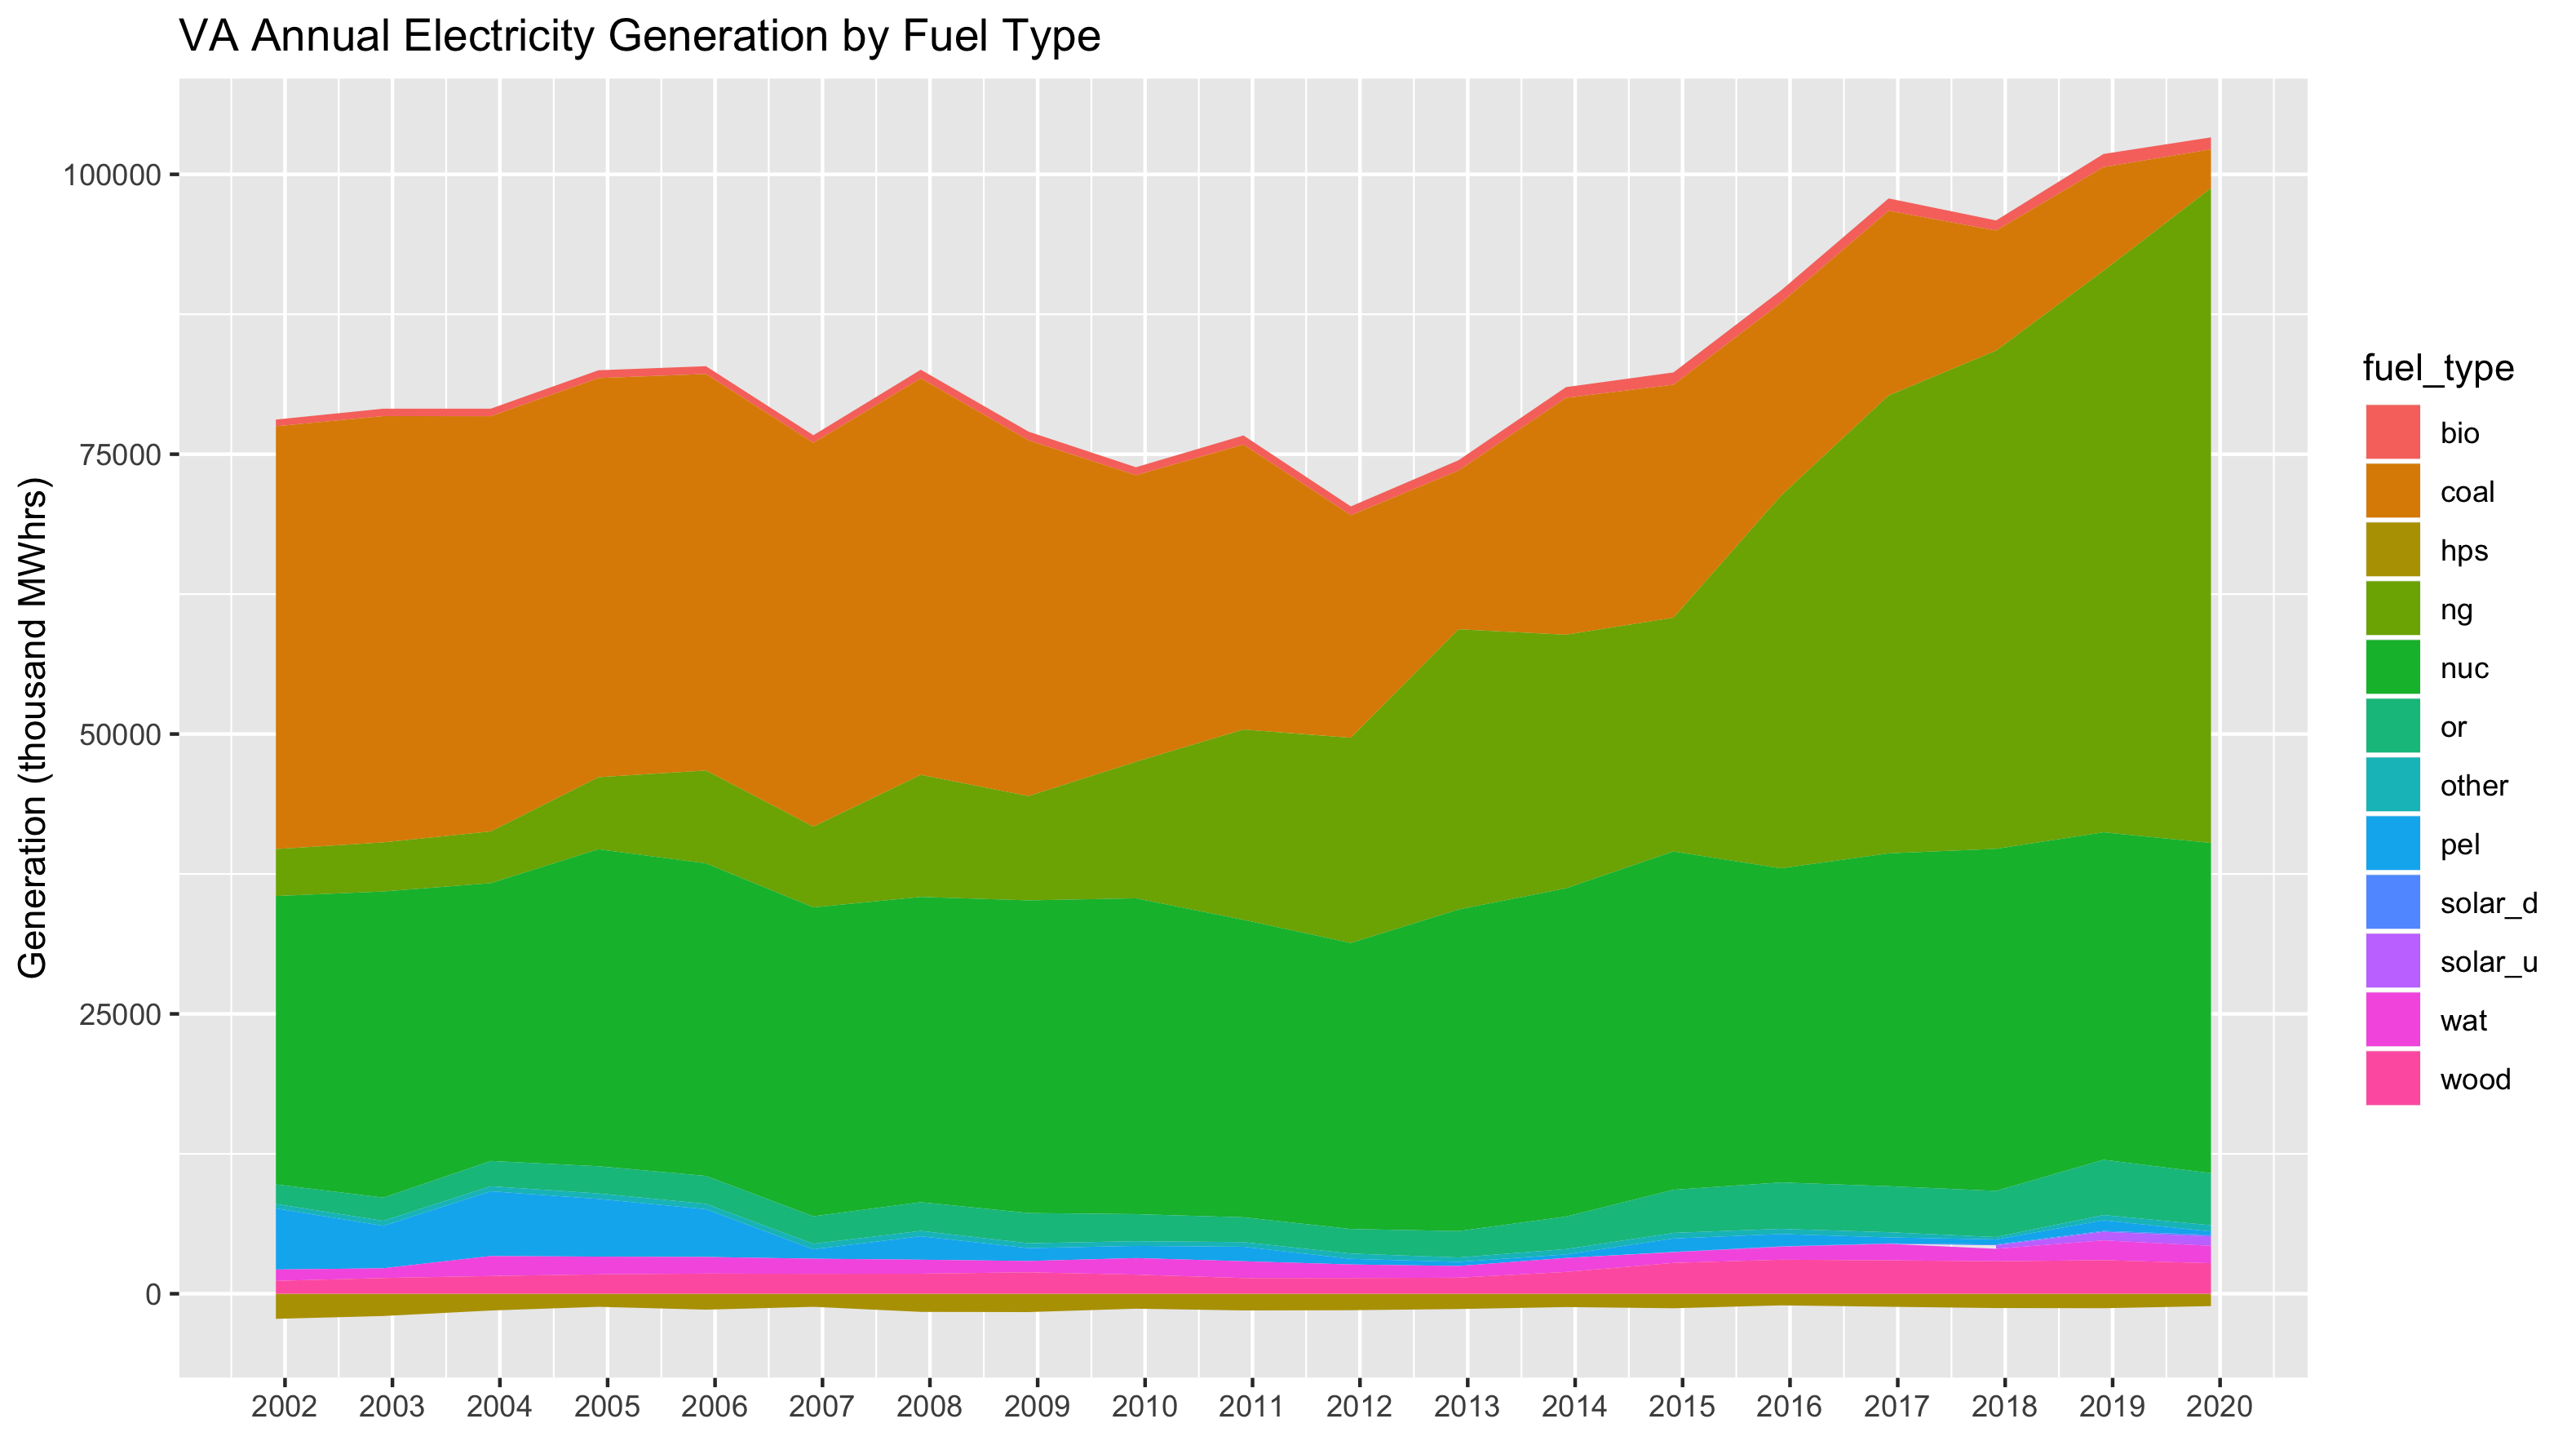 VA Annual Electricity Generation by Fuel Type
Generation (thousand MWhrs)
100000
75000
50000
25000
0
2002 2003 2004 2005 2006 2007 2008 2009 2010 2011 2012 2013 2014 2015 2016 2017 2018 2019 2020
fuel_type
bio
coal
hps
ng
nuc
or
other
pel
solar_d
solar_u
wat
wood